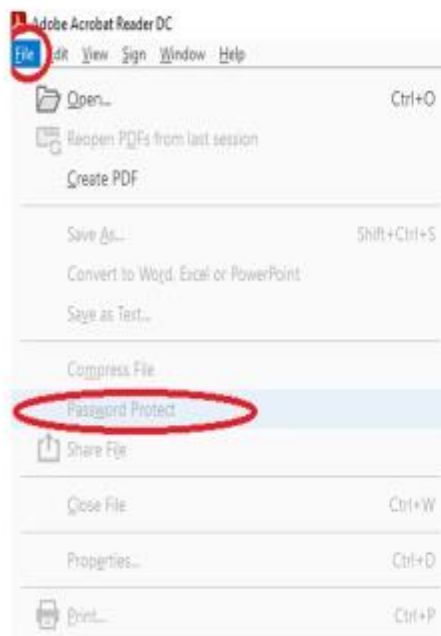 Adobe Acrobat Reader DC
File Edit View Sign Window Help
Open... Ctrl+O
Reopen PDFs from last session
Create PDF
Save As... Shift+Ctrl+S
Convert to Word, Excel or PowerPoint
Save as Text...
Compress File
Password Protect
Share File
Close File Ctrl+W
Properties... Ctrl+D
Print... Ctrl+P